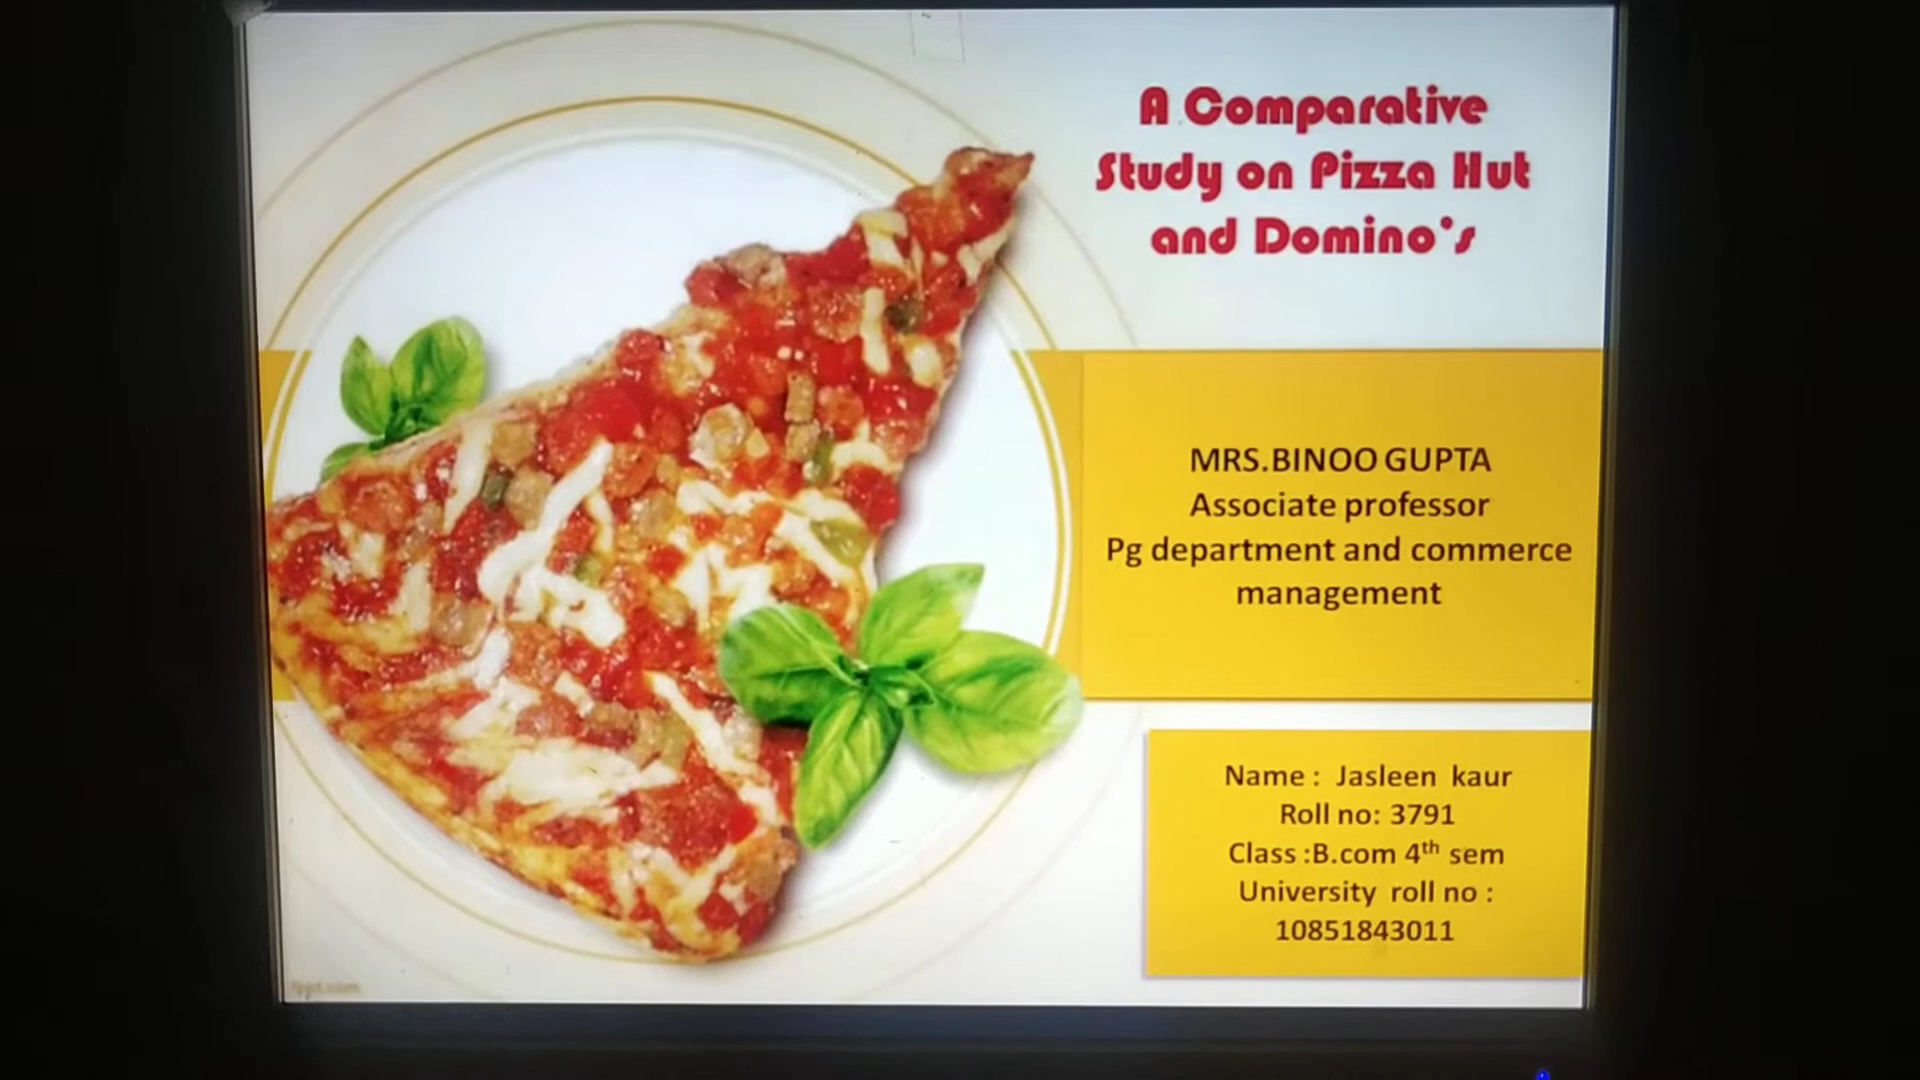 A Comparative
Study on Pizza Hut
and Domino's
MRS.BINOO GUPTA
Associate professor
Pg department and commerce
management
Name : Jasleen kaur
Roll no: 3791
Class :B.com 4th sem
University roll no :
10851843011